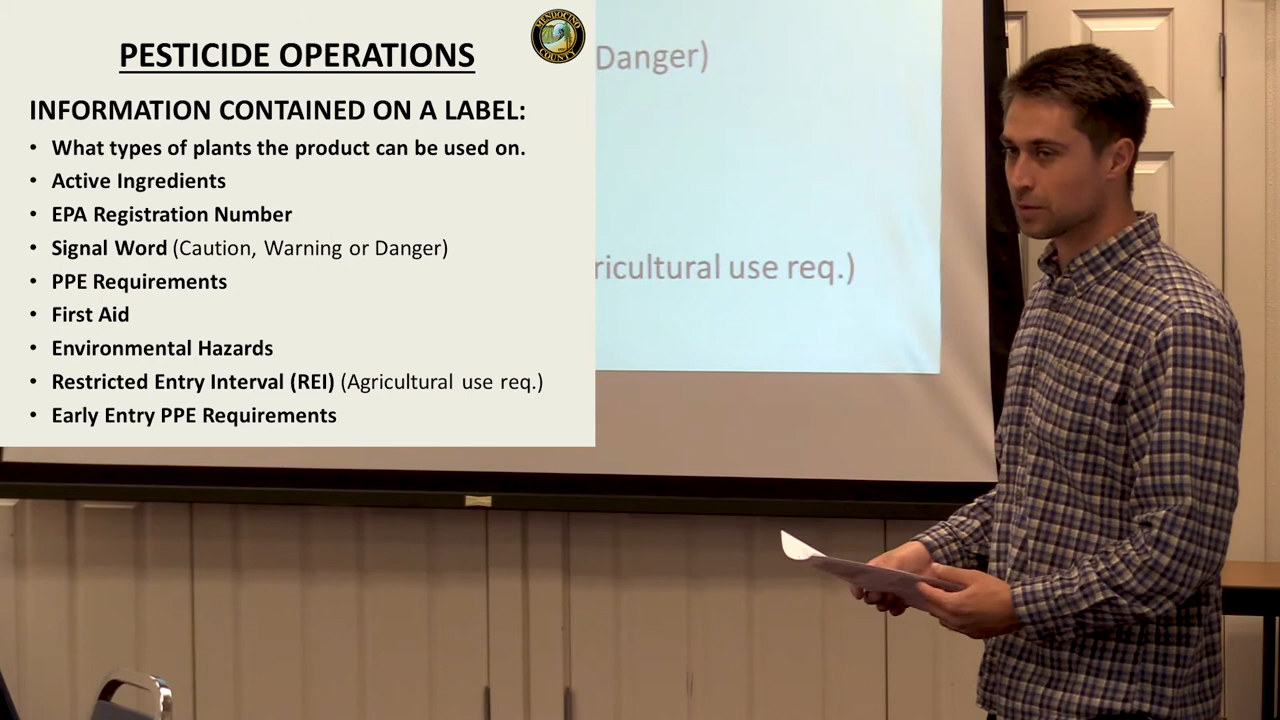 PESTICIDE OPERATIONS
MENDOCINO
COUNTY
INFORMATION CONTAINED ON A LABEL:
• What types of plants the product can be used on.
• Active Ingredients
• EPA Registration Number
• Signal Word (Caution, Warning or Danger)
• PPE Requirements
• First Aid
• Environmental Hazards
• Restricted Entry Interval (REI) (Agricultural use req.)
• Early Entry PPE Requirements
Danger)
ricultural use req.)